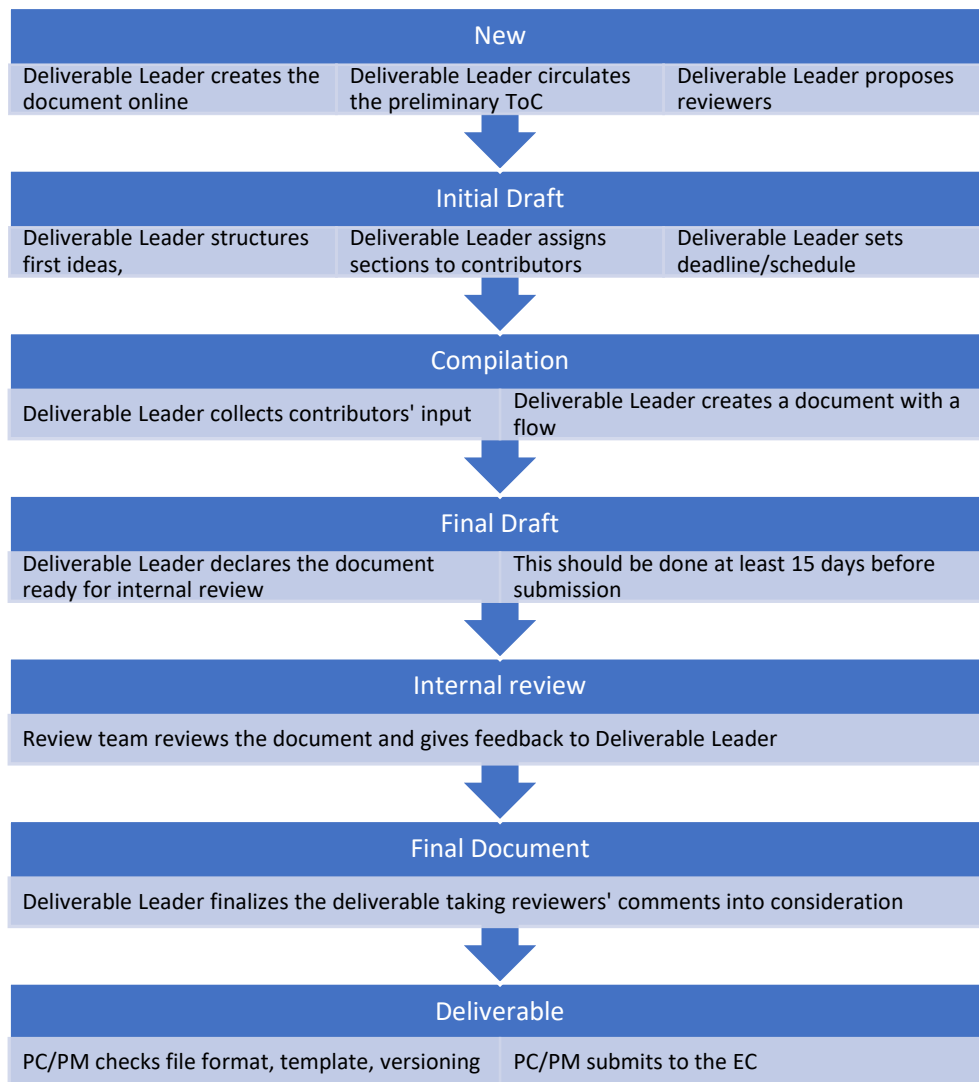 New
Deliverable Leader creates the
document online
Deliverable Leader circulates
the preliminary ToC
Deliverable Leader proposes
reviewers
Initial Draft
Deliverable Leader structures
first ideas,
Deliverable Leader assigns
sections to contributors
Deliverable Leader sets
deadline/schedule
Compilation
Deliverable Leader collects contributors' input
Deliverable Leader creates a document with a
flow
Final Draft
Deliverable Leader declares the document
ready for internal review
This should be done at least 15 days before
submission
Internal review
Review team reviews the document and gives feedback to Deliverable Leader
Final Document
Deliverable Leader finalizes the deliverable taking reviewers' comments into consideration
Deliverable
PC/PM checks file format, template, versioning
PC/PM submits to the EC